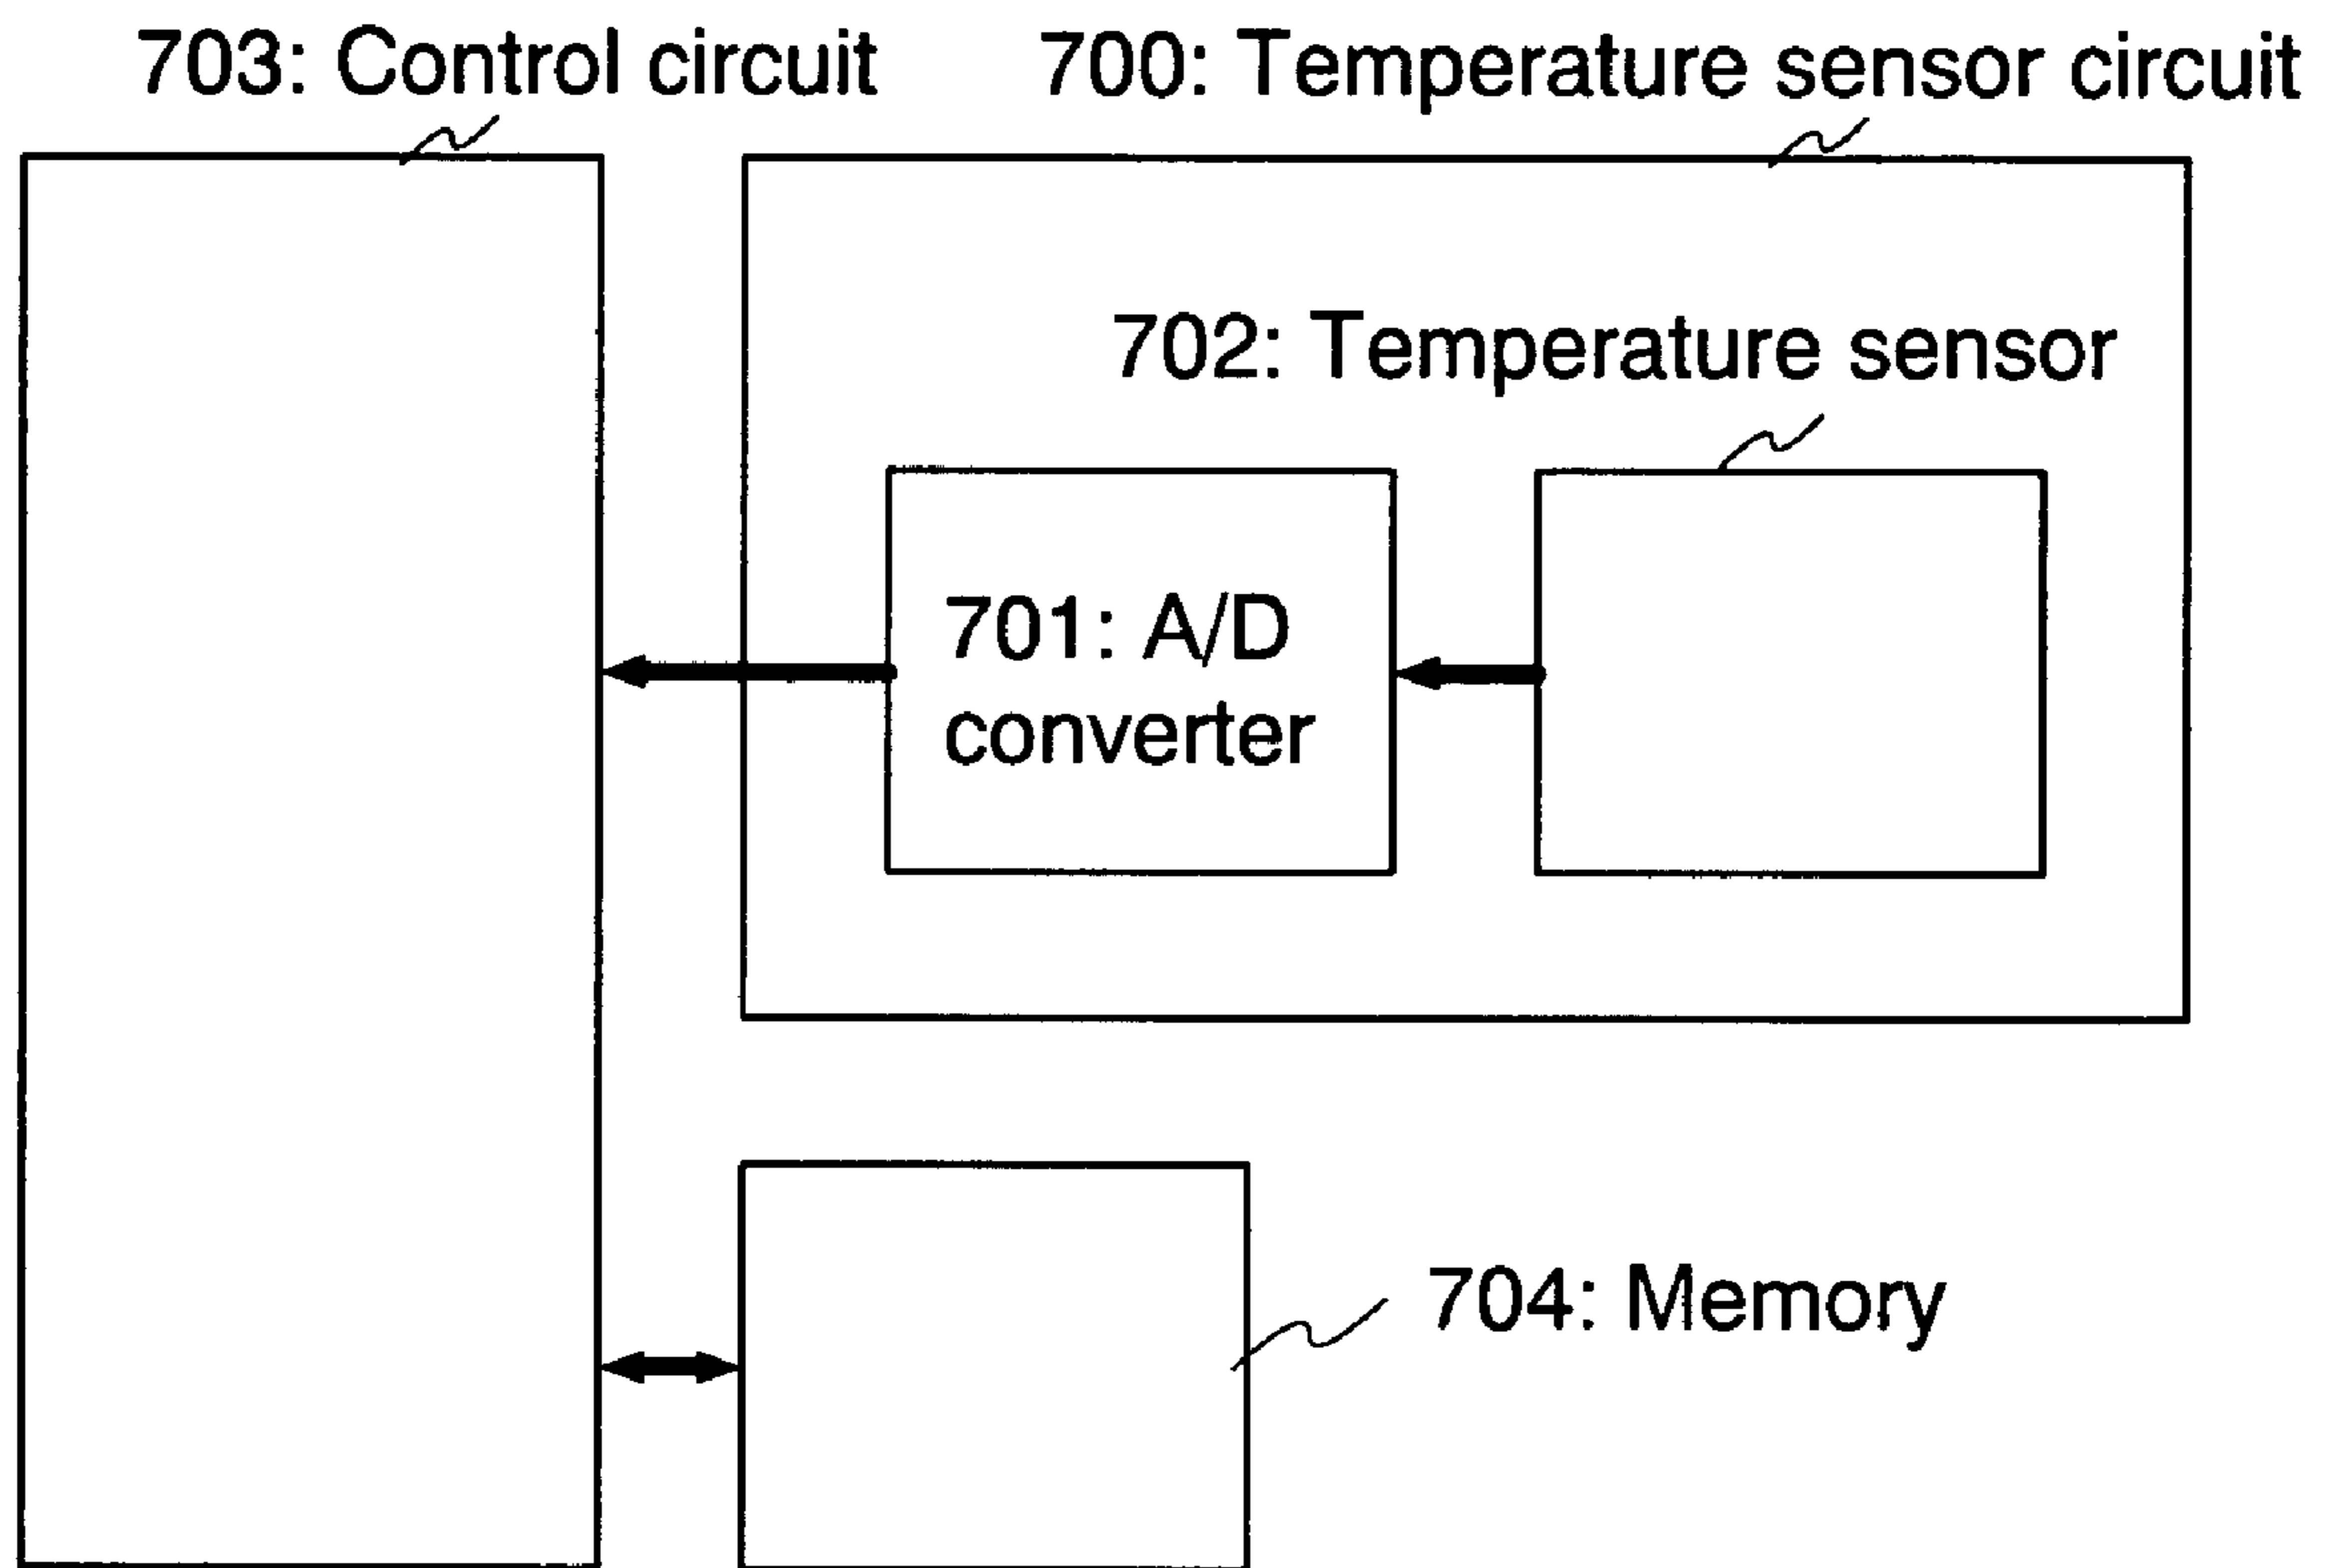 703: Control circuit
700: Temperature sensor circuit
702: Temperature sensor
701: A/D
converter
704: Memory